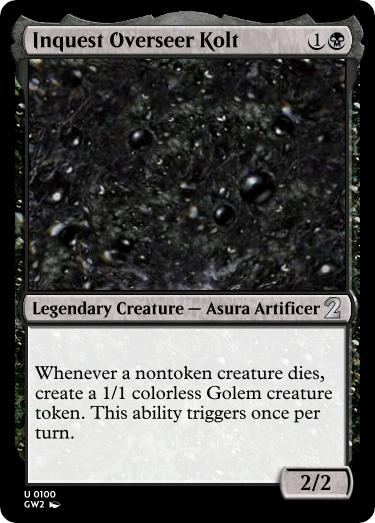 Inquest Overseer Kolt 1
Legendary Creature — Asura Artificer 2
Whenever a nontoken creature dies,
create a 1/1 colorless Golem creature
token. This ability triggers once per
turn.
2/2
U 0100
GW2